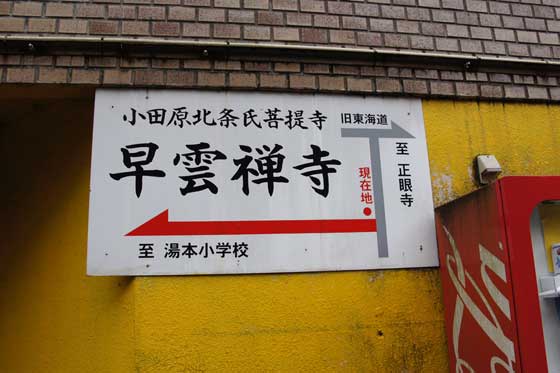 小田原北条氏菩提寺
早雲禅寺
旧東海道
至 正眼寺
現在地
至 湯本小学校